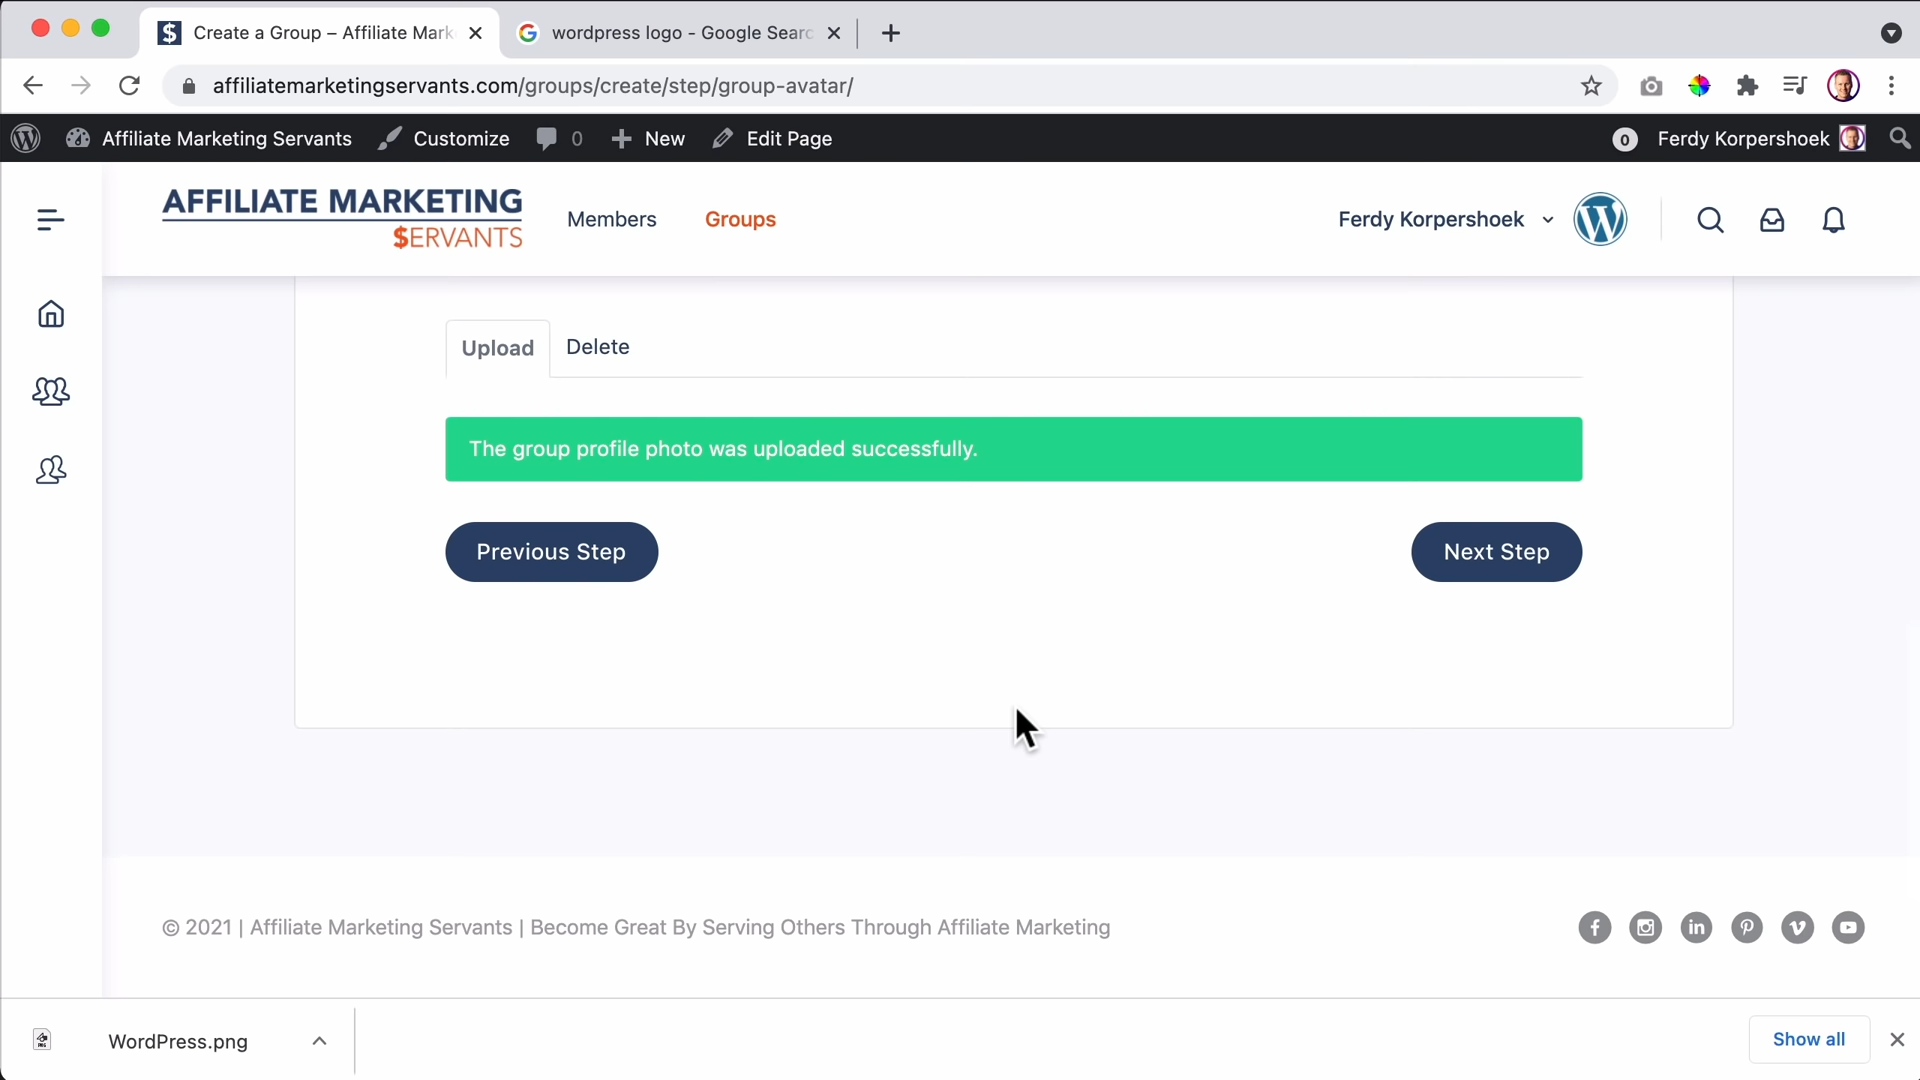 Create a Group – Affiliate Mark
wordpress logo - Google Searc
affiliatemarketingservants.com/groups/create/step/group-avatar/
Affiliate Marketing Servants
Customize
0
New
Edit Page
0
Ferdy Korpershoek
AFFILIATE MARKETING
$ERVANTS
Members
Groups
Ferdy Korpershoek
Upload
Delete
The group profile photo was uploaded successfully.
Previous Step
Next Step
© 2021 | Affiliate Marketing Servants | Become Great By Serving Others Through Affiliate Marketing
WordPress.png
Show all